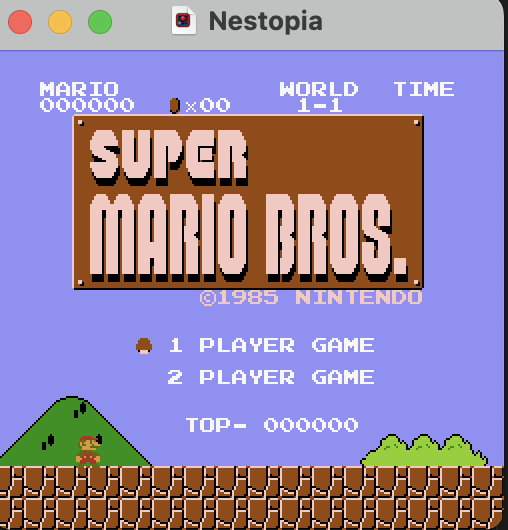 Nestopia
MARIO WORLD TIME
000000 x00 1-1
SUPER
MARIO BROS.
©1985 NINTENDO
1 PLAYER GAME
2 PLAYER GAME
TOP- 000000